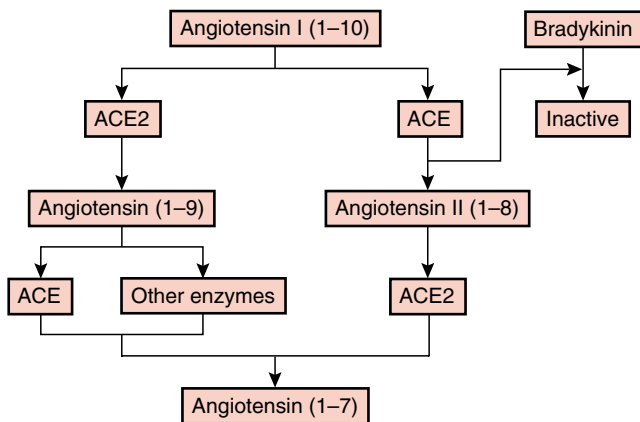 Angiotensin I (1–10)
Bradykinin
ACE2
ACE
Inactive
Angiotensin (1–9)
Angiotensin II (1–8)
ACE
Other enzymes
ACE2
Angiotensin (1–7)